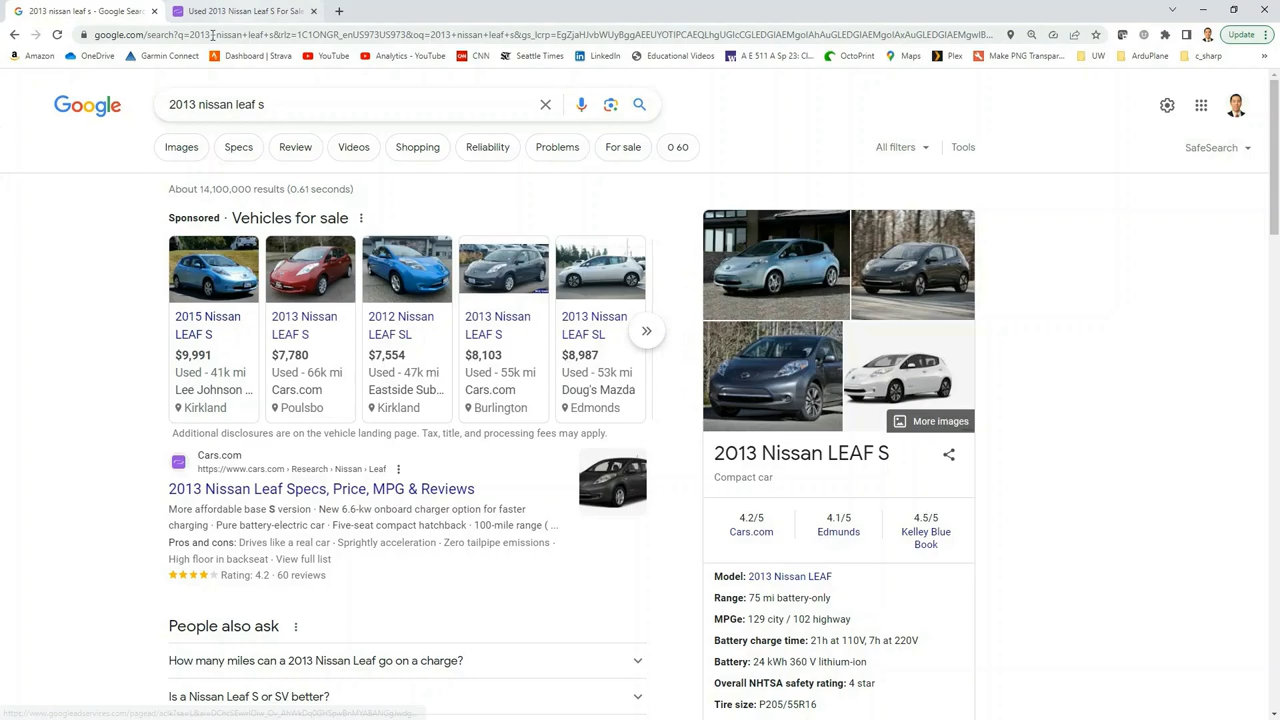 2013 nissan leaf s - Google Sear
Used 2013 Nissan Leaf S For Sale
Update
Amazon
OneDrive
Garmin Connect
Dashboard | Strava
YouTube
Analytics - YouTube
CNN
Seattle Times
LinkedIn
Educational Videos
A E 511 A Sp 23: Ho...
OctoPrint
Maps
Plex
Make PNG Transpar...
UW
ArduPlane
c_sharp
Google
2013 nissan leaf s
Images
Specs
Review
Videos
Shopping
Reliability
Problems
For sale
0 60
All filters
Tools
SafeSearch
About 14,100,000 results (0.61 seconds)
Sponsored · Vehicles for sale
2015 Nissan
LEAF S
$9,991
Used - 41k mi
Lee Johnson ...
Kirkland
2013 Nissan
LEAF S
$7,780
Used - 66k mi
Cars.com
Poulsbo
2012 Nissan
LEAF SL
$7,554
Used - 47k mi
Eastside Sub...
Kirkland
2013 Nissan
LEAF S
$8,103
Used - 55k mi
Cars.com
Burlington
2013 Nissan
LEAF SL
$8,987
Used - 53k mi
Doug's Mazda
Edmonds
Additional disclosures are on the vehicle landing page. Tax, title, and processing fees may apply.
Cars.com
https://www.cars.com › Research › Nissan › Leaf
2013 Nissan Leaf Specs, Price, MPG & Reviews
More affordable base S version · New 6.6-kw onboard charger option for faster
charging · Pure battery-electric car · Five-seat compact hatchback · 100-mile range ( ...
Pros and cons: Drives like a real car · Sprightly acceleration · Zero tailpipe emissions ·
High floor in backseat · View full list
Rating: 4.2 · 60 reviews
People also ask
How many miles can a 2013 Nissan Leaf go on a charge?
Is a Nissan Leaf S or SV better?
More images
2013 Nissan LEAF S
Compact car
4.2/5
Cars.com
4.1/5
Edmunds
4.5/5
Kelley Blue
Book
Model: 2013 Nissan LEAF
Range: 75 mi battery-only
MPGe: 129 city / 102 highway
Battery charge time: 21h at 110V, 7h at 220V
Battery: 24 kWh 360 V lithium-ion
Overall NHTSA safety rating: 4 star
Tire size: P205/55R16